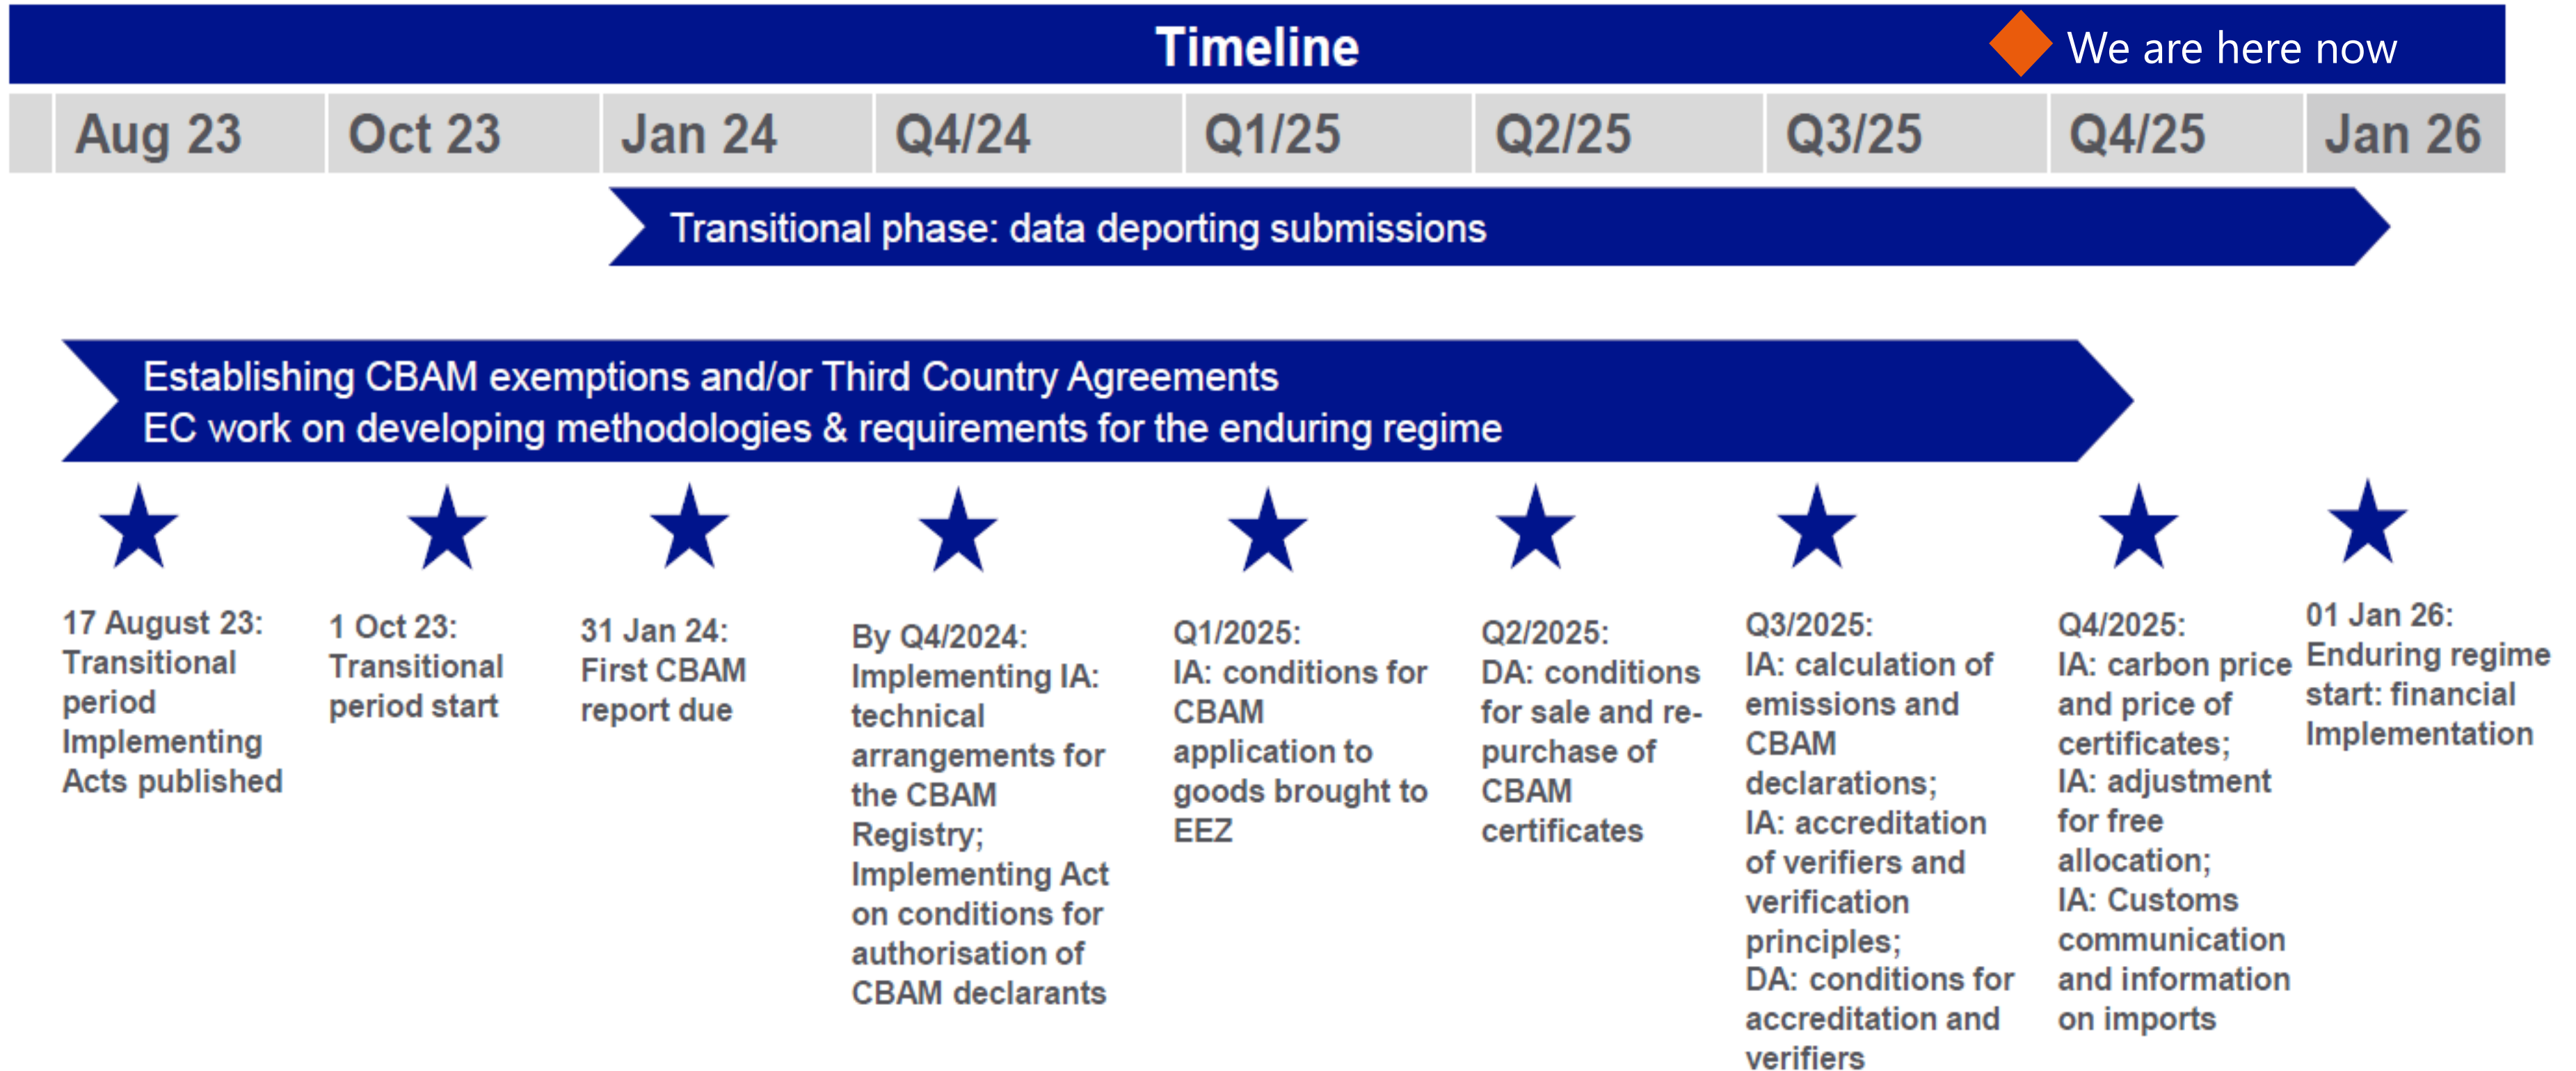 Timeline
We are here now
Aug 23
Oct 23
Jan 24
Q4/24
Q1/25
Q2/25
Q3/25
Q4/25
Jan 26
Transitional phase: data deporting submissions
Establishing CBAM exemptions and/or Third Country Agreements
EC work on developing methodologies & requirements for the enduring regime
17 August 23:
Transitional
period
Implementing
Acts published
1 Oct 23:
Transitional
period start
31 Jan 24:
First CBAM
report due
By Q4/2024:
Implementing IA:
technical
arrangements for
the CBAM
Registry;
Implementing Act
on conditions for
authorisation of
CBAM declarants
Q1/2025:
IA: conditions for
CBAM
application to
goods brought to
EEZ
Q2/2025:
DA: conditions
for sale and re-
purchase of
CBAM
certificates
Q3/2025:
IA: calculation of
emissions and
CBAM
declarations;
IA: accreditation
of verifiers and
verification
principles;
DA: conditions for
accreditation and
verifiers
Q4/2025:
IA: carbon price
and price of
certificates;
IA: adjustment
for free
allocation;
IA: Customs
communication
and information
on imports
01 Jan 26:
Enduring regime
start: financial
Implementation